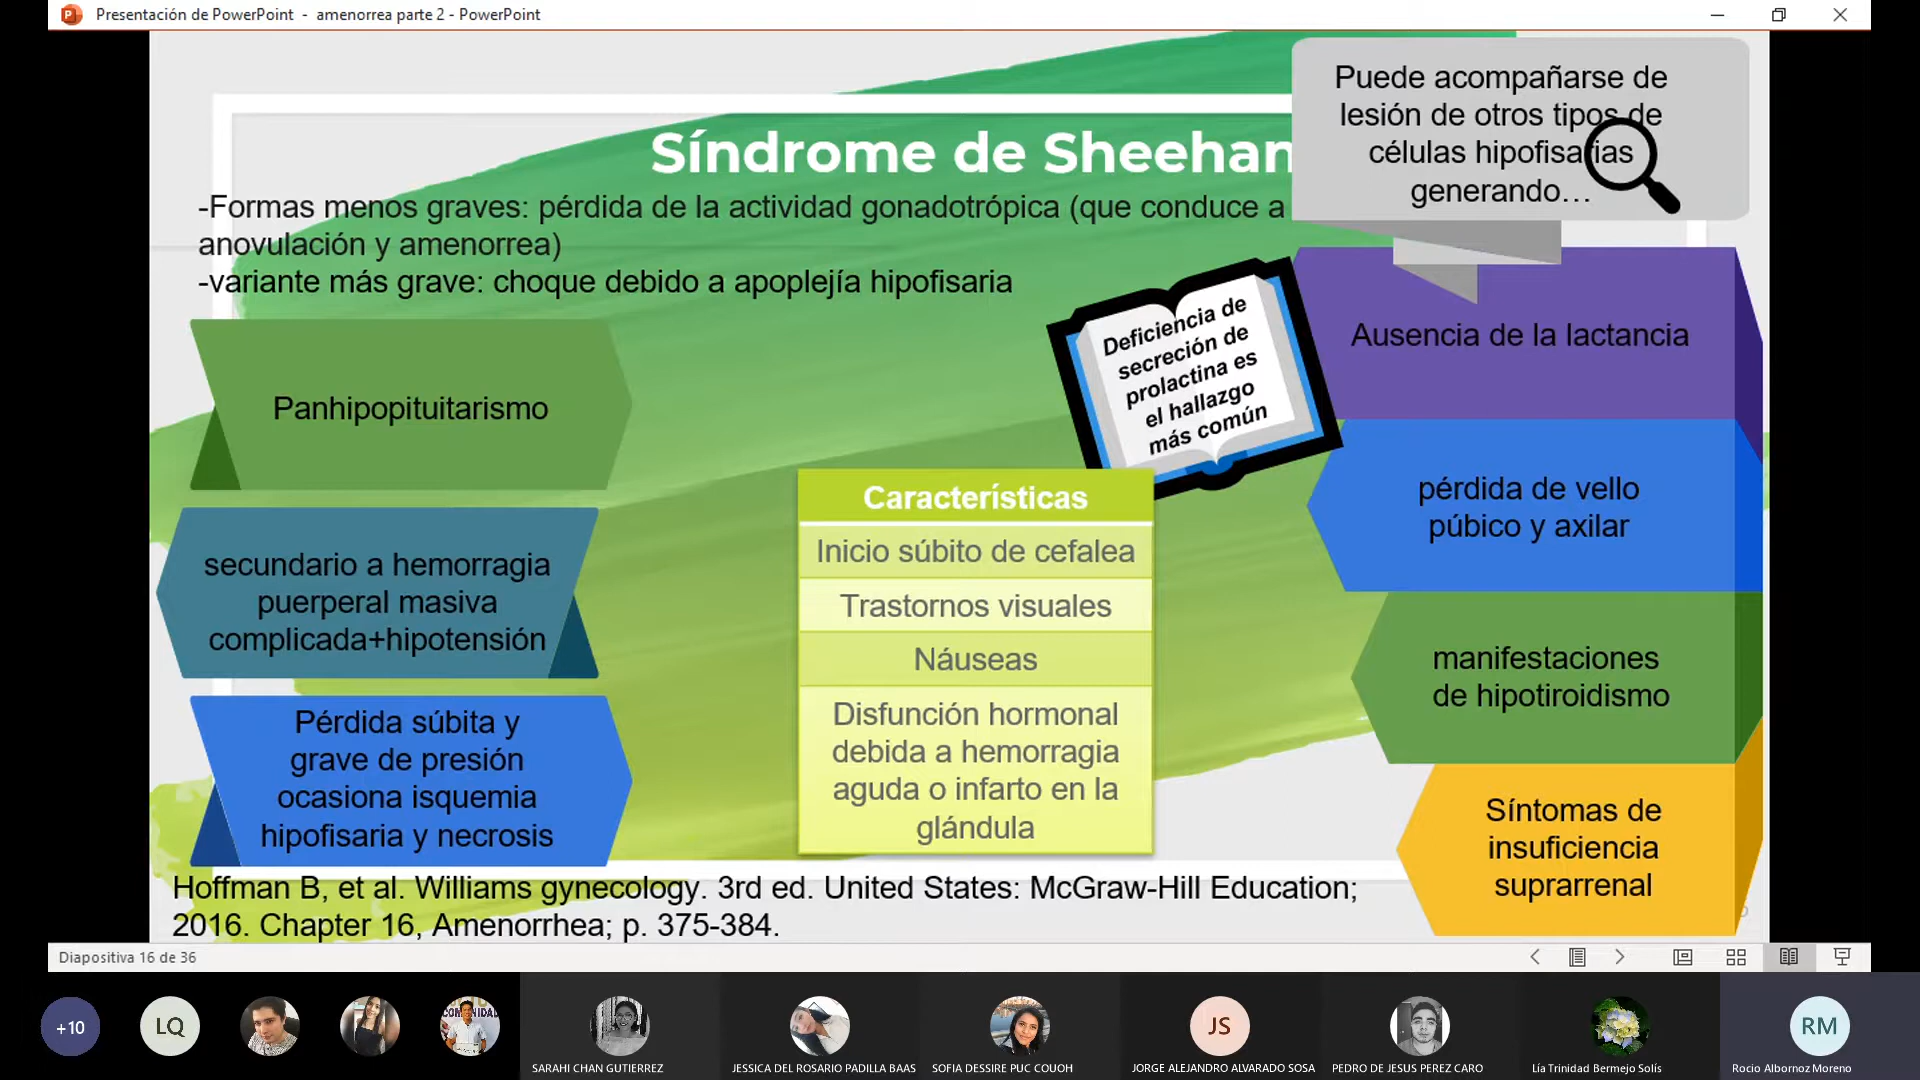 Presentación de PowerPoint - amenorrea parte 2 - PowerPoint
Síndrome de Sheehan
-Formas menos graves: pérdida de la actividad gonadotrópica (que conduce a
anovulación y amenorrea)
-variante más grave: choque debido a apoplejía hipofisaria
Puede acompañarse de
lesión de otros tipos de
células hipofisarias
generando...
Panhipopituitarismo
secundario a hemorragia
puerperal masiva
complicada+hipotensión
Pérdida súbita y
grave de presión
ocasiona isquemia
hipofisaria y necrosis
Deficiencia de
secreción de
prolactina es
el hallazgo
más común
Características
Inicio súbito de cefalea
Trastornos visuales
Náuseas
Disfunción hormonal
debida a hemorragia
aguda o infarto en la
glándula
Ausencia de la lactancia
pérdida de vello
púbico y axilar
manifestaciones
de hipotiroidismo
Síntomas de
insuficiencia
suprarrenal
Hoffman B, et al. Williams gynecology. 3rd ed. United States: McGraw-Hill Education;
2016. Chapter 16, Amenorrhea; p. 375-384.
Diapositiva 16 de 36
+10
LQ
JS
RM
SARAHI CHAN GUTIERREZ
JESSICA DEL ROSARIO PADILLA BAAS
SOFIA DESSIRE PUC COUOH
JORGE ALEJANDRO ALVARADO SOSA
PEDRO DE JESUS PEREZ CARO
Lía Trinidad Bermejo Solís
Rocio Albornoz Moreno